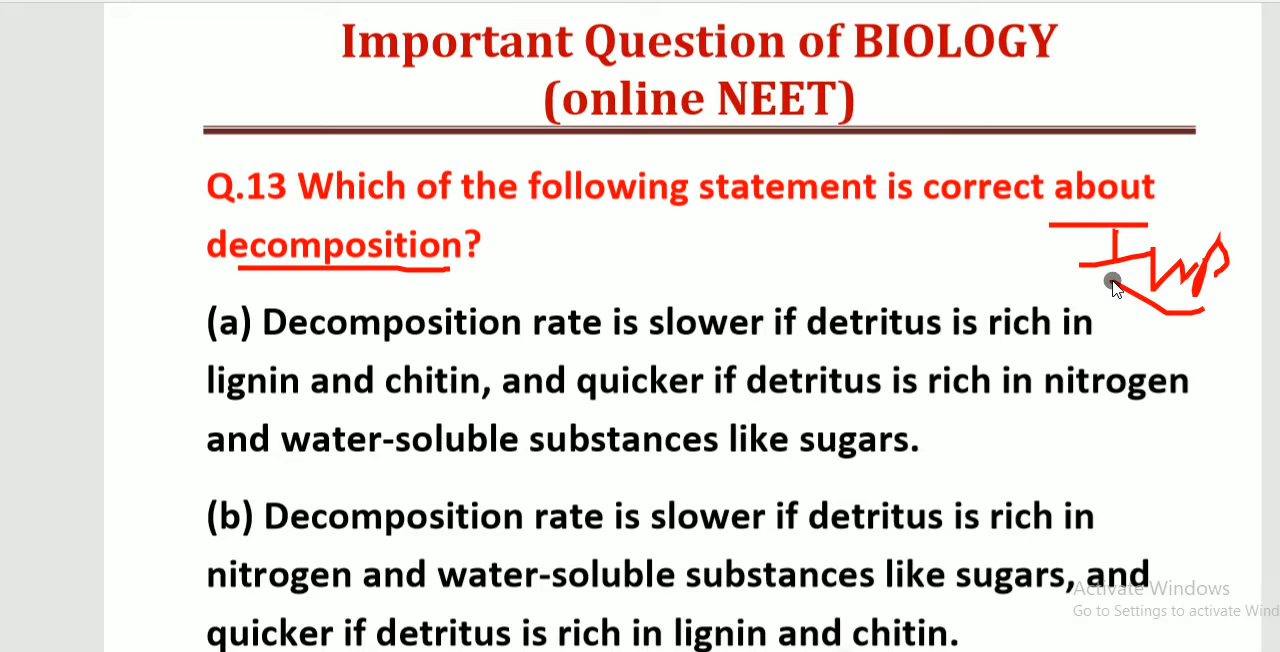 Important Question of BIOLOGY
(online NEET)
Q.13 Which of the following statement is correct about
decomposition?
Imp
(a) Decomposition rate is slower if detritus is rich in
lignin and chitin, and quicker if detritus is rich in nitrogen
and water-soluble substances like sugars.
(b) Decomposition rate is slower if detritus is rich in
nitrogen and water-soluble substances like sugars, and
Activate Windows
Go to Settings to activate Wind
quicker if detritus is rich in lignin and chitin.